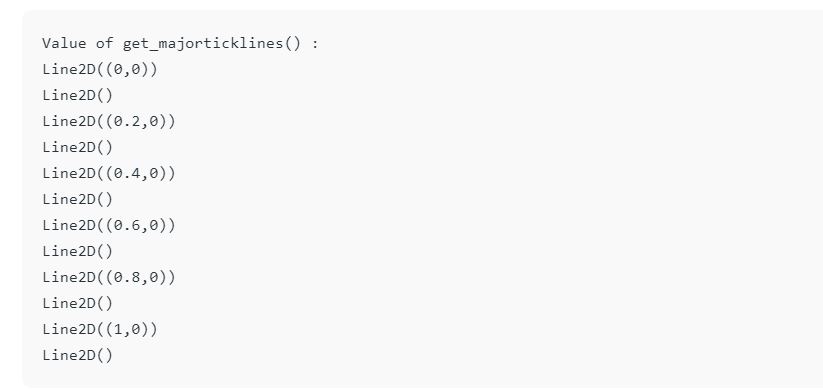 Value of get_majorticklines() :
Line2D((0,0))
Line2D()
Line2D((0.2,0))
Line2D()
Line2D((0.4,0))
Line2D()
Line2D((0.6,0))
Line2D()
Line2D((0.8,0))
Line2D()
Line2D((1,0))
Line2D()